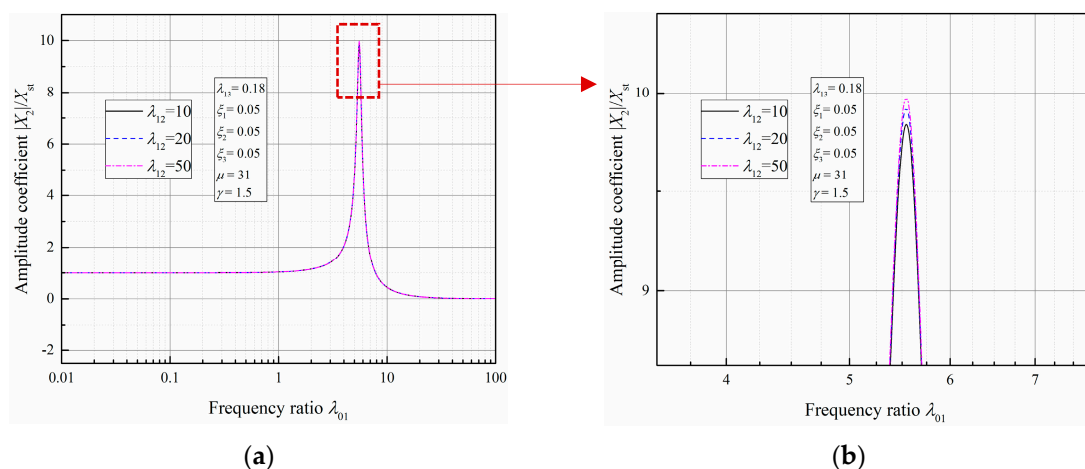 10
8
6
4
2
0
-2
Amplitude coefficient |X₂|/Xₛₜ
λ₁₂=10
λ₁₂=20
λ₁₂=50
λ₁₃= 0.18
ξ₁= 0.05
ξ₂= 0.05
ξ₃= 0.05
μ = 31
γ = 1.5
0.01 0.1 1 10 100
Frequency ratio λ₀₁
(a)
10
9
Amplitude coefficient |X₂|/Xₛₜ
λ₁₂=10
λ₁₂=20
λ₁₂=50
λ₁₃= 0.18
ξ₁= 0.05
ξ₂= 0.05
ξ₃= 0.05
μ = 31
γ = 1.5
4 5 6 7
Frequency ratio λ₀₁
(b)